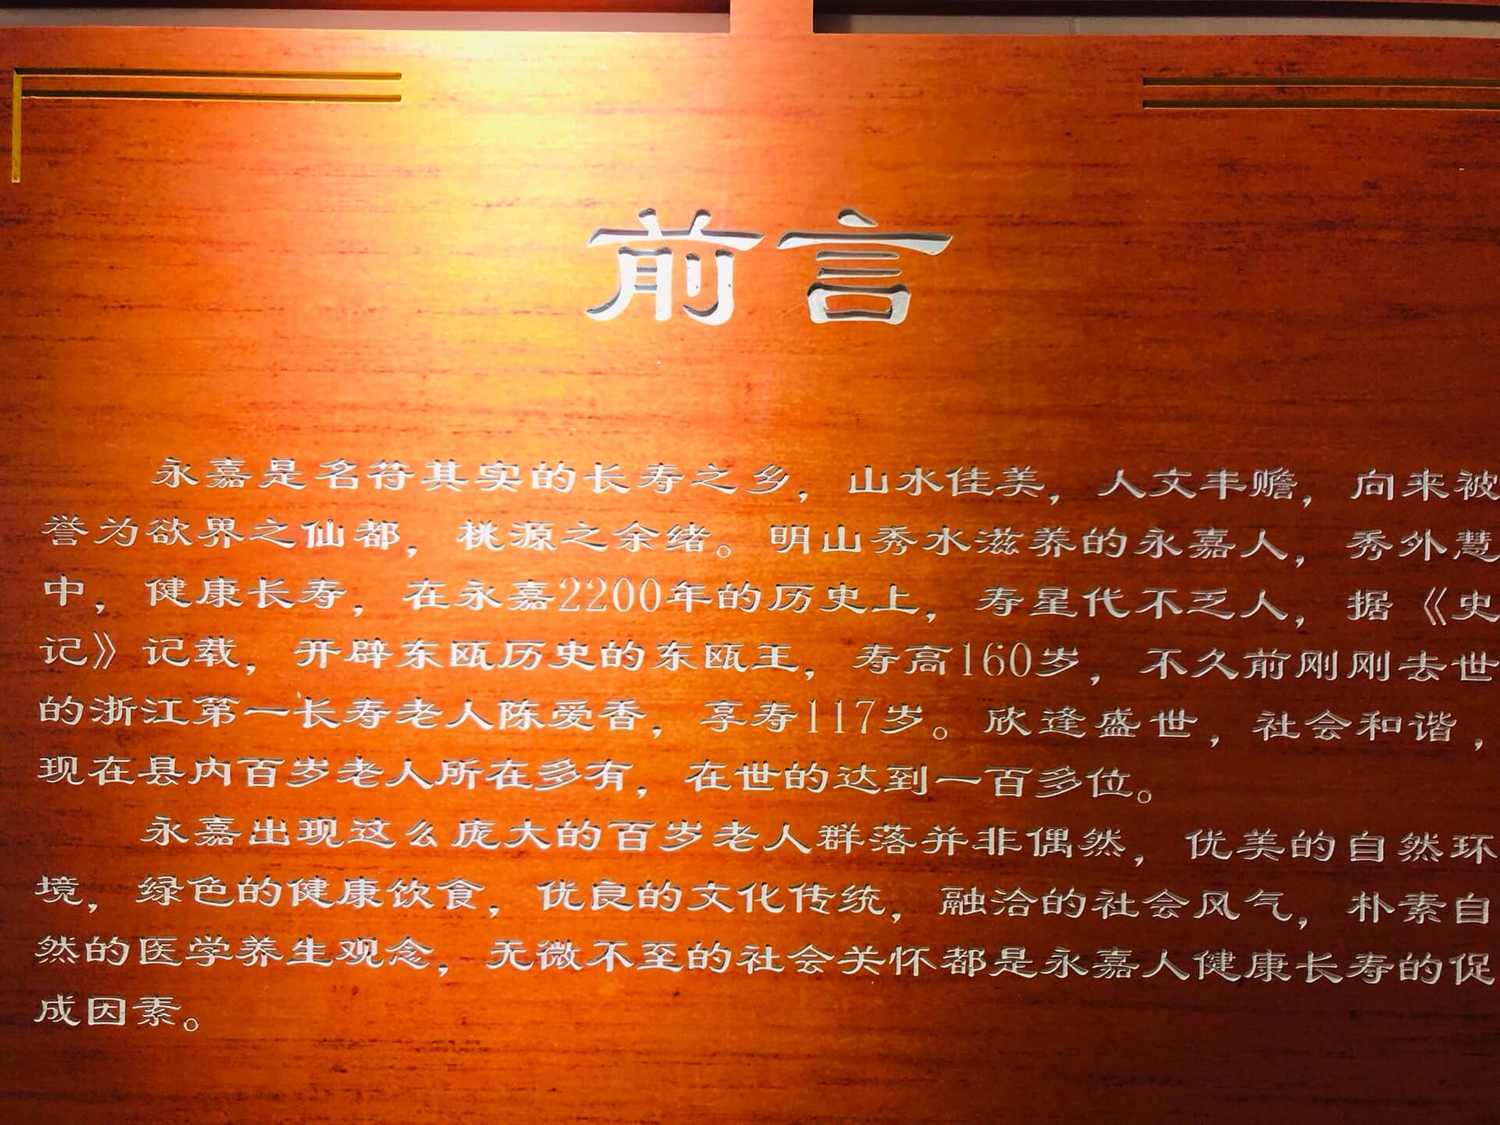 前言
永嘉是名符其实的长寿之乡，山水佳美，人文丰赡，向来被
誉为欲界之仙都，桃源之余绪。明山秀水滋养的永嘉人，秀外慧
中，健康长寿，在永嘉2200年的历史上，寿星代不乏人，据《史
记》记载，开辟东瓯历史的东瓯王，寿高160岁，不久前刚刚去世
的浙江第一长寿老人陈爱香，享寿117岁。欣逢盛世，社会和谐，
现在县内百岁老人所在多有，在世的达到一百多位。
永嘉出现这么庞大的百岁老人群落并非偶然，优美的自然环
境，绿色的健康饮食，优良的文化传统，融洽的社会风气，朴素自
然的医学养生观念，无微不至的社会关怀都是永嘉人健康长寿的促
成因素。